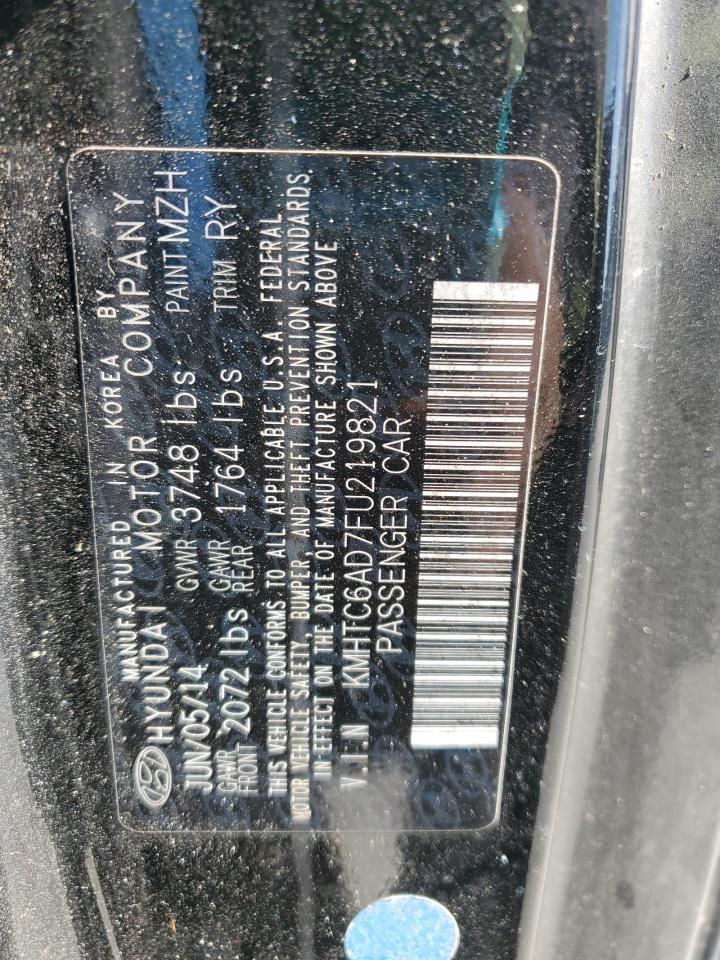 MANUFACTURED IN KOREA BY
HYUNDAI MOTOR COMPANY
JUN/05/14 GVWR 3748 lbs PAINT MZH
GAWR FRONT 2072 lbs GAWR REAR 1764 lbs TRIM RY
THIS VEHICLE CONFORMS TO ALL APPLICABLE U.S.A. FEDERAL
MOTOR VEHICLE SAFETY, BUMPER, AND THEFT PREVENTION STANDARDS
IN EFFECT ON THE DATE OF MANUFACTURE SHOWN ABOVE
V.I.N KMHTC6AD7FU219821
PASSENGER CAR